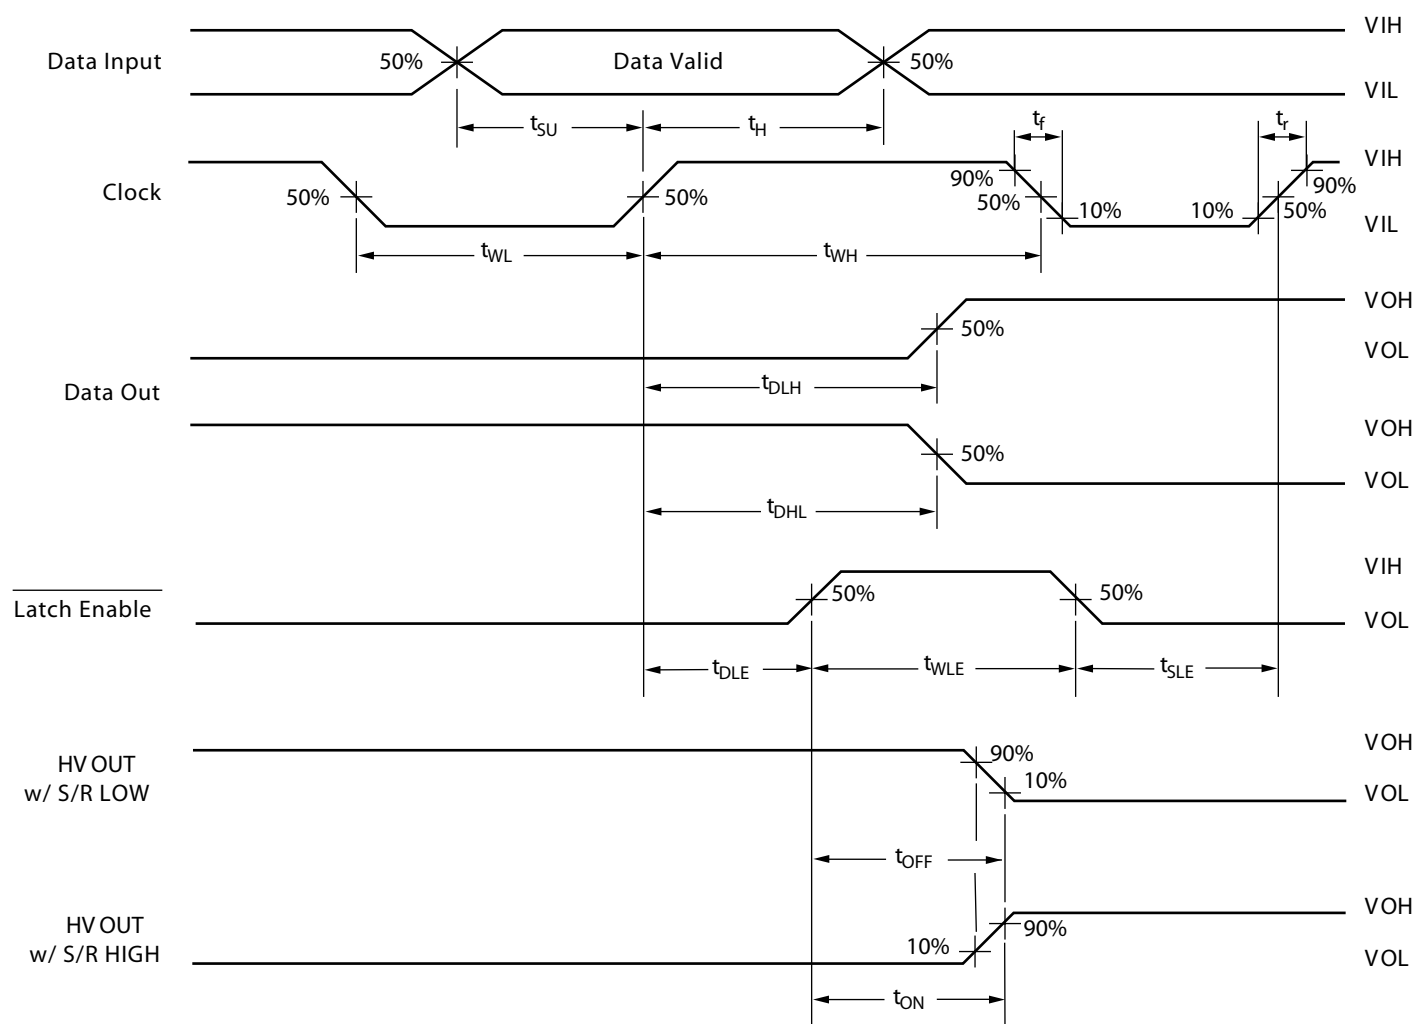 VIH
Data Input
50%
Data Valid
50%
VIL
tSU
tH
tf
tr
VIH
Clock
50%
50%
90%
50%
10%
10%
90%
50%
VIL
tWL
tWH
VOH
50%
VOL
tDLH
Data Out
VOH
50%
VOL
tDHL
VIH
Latch Enable
50%
50%
VOL
tDLE
tWLE
tSLE
VOH
HV OUT
w/ S/R LOW
90%
10%
VOL
tOFF
VOH
HV OUT
w/ S/R HIGH
90%
10%
VOL
tON